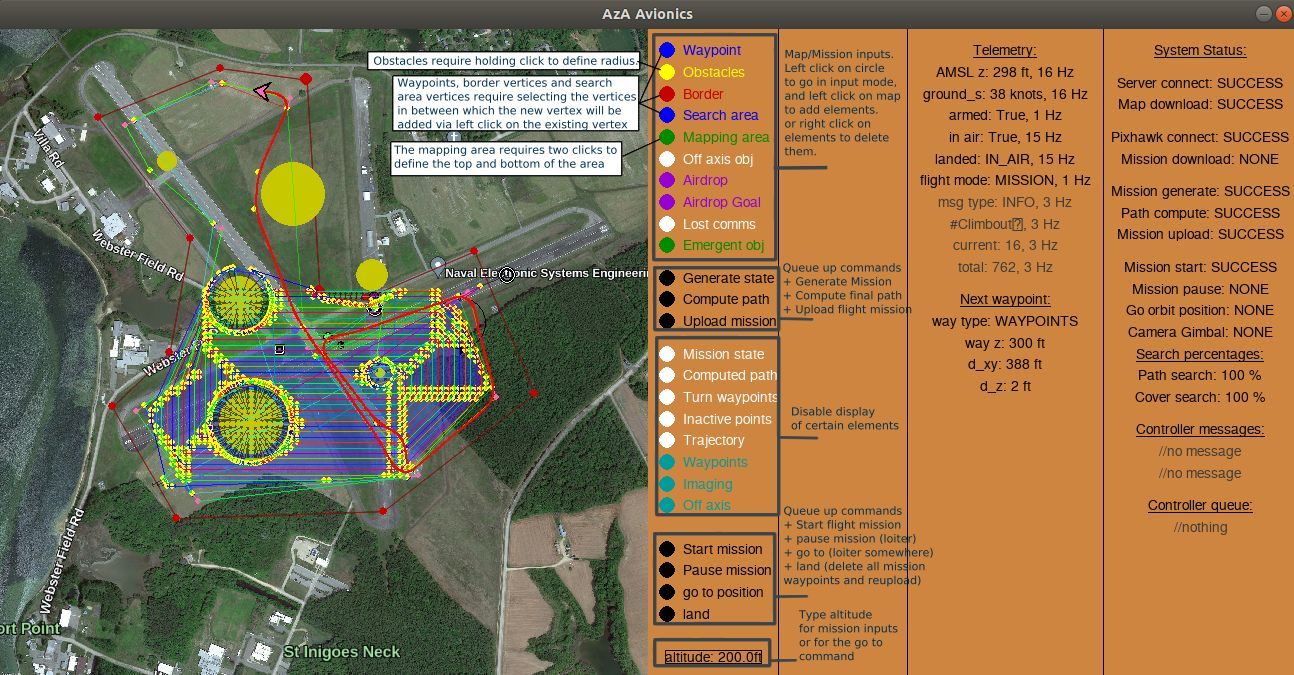 AzA Avionics
Obstacles require holding click to define radius.
Waypoints, border vertices and search
area vertices require selecting the vertices
in between which the new vertex will be
added via left click on the existing vertex
The mapping area requires two clicks to
define the top and bottom of the area
Villa Rd
Webster Field Rd
Naval Electronic Systems Engineerin
Webster
Webster Field Rd
ort Point
St Inigoes Neck
Waypoint
Obstacles
Border
Search area
Mapping area
Off axis obj
Airdrop
Airdrop Goal
Lost comms
Emergent obj
Generate state
Compute path
Upload mission
Mission state
Computed path
Turn waypoints
Inactive points
Trajectory
Waypoints
Imaging
Off axis
Start mission
Pause mission
go to position
land
altitude: 200.0ft
Map/Mission inputs.
Left click on circle
to go in input mode,
and left click on map
to add elements.
or right click on
elements to delete
them.
Queue up commands
+ Generate Mission
+ Compute final path
+ Upload flight mission
Disable display
of certain elements
Queue up commands
+ Start flight mission
+ pause mission (loiter)
+ go to (loiter somewhere)
+ land (delete all mission
waypoints and reupload)
Type altitude
for mission inputs
or for the go to
command
Telemetry:
AMSL z: 298 ft, 16 Hz
ground_s: 38 knots, 16 Hz
armed: True, 1 Hz
in air: True, 15 Hz
landed: IN_AIR, 15 Hz
flight mode: MISSION, 1 Hz
msg type: INFO, 3 Hz
#Climbout, 3 Hz
current: 16, 3 Hz
total: 762, 3 Hz
Next waypoint:
way type: WAYPOINTS
way z: 300 ft
d_xy: 388 ft
d_z: 2 ft
System Status:
Server connect: SUCCESS
Map download: SUCCESS
Pixhawk connect: SUCCESS
Mission download: NONE
Mission generate: SUCCESS
Path compute: SUCCESS
Mission upload: SUCCESS
Mission start: SUCCESS
Mission pause: NONE
Go orbit position: NONE
Camera Gimbal: NONE
Search percentages:
Path search: 100 %
Cover search: 100 %
Controller messages:
//no message
//no message
Controller queue:
//nothing